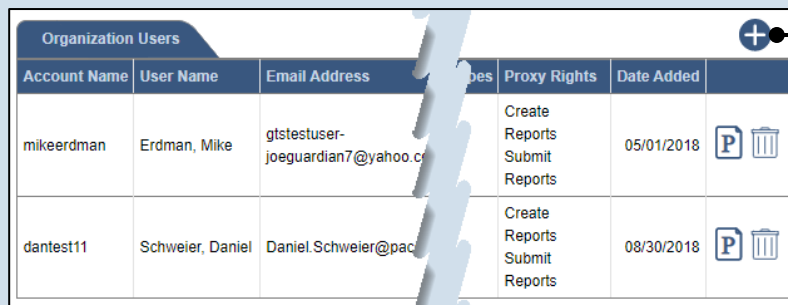 Organization Users
Account Name User Name Email Address Proxy Rights Date Added
mikeerdman Erdman, Mike gtstestuser-
joeguardian7@yahoo.c
Create
Reports
Submit
Reports
05/01/2018 P
dantest11 Schweier, Daniel Daniel.Schweier@pac
Create
Reports
Submit
Reports
08/30/2018 P